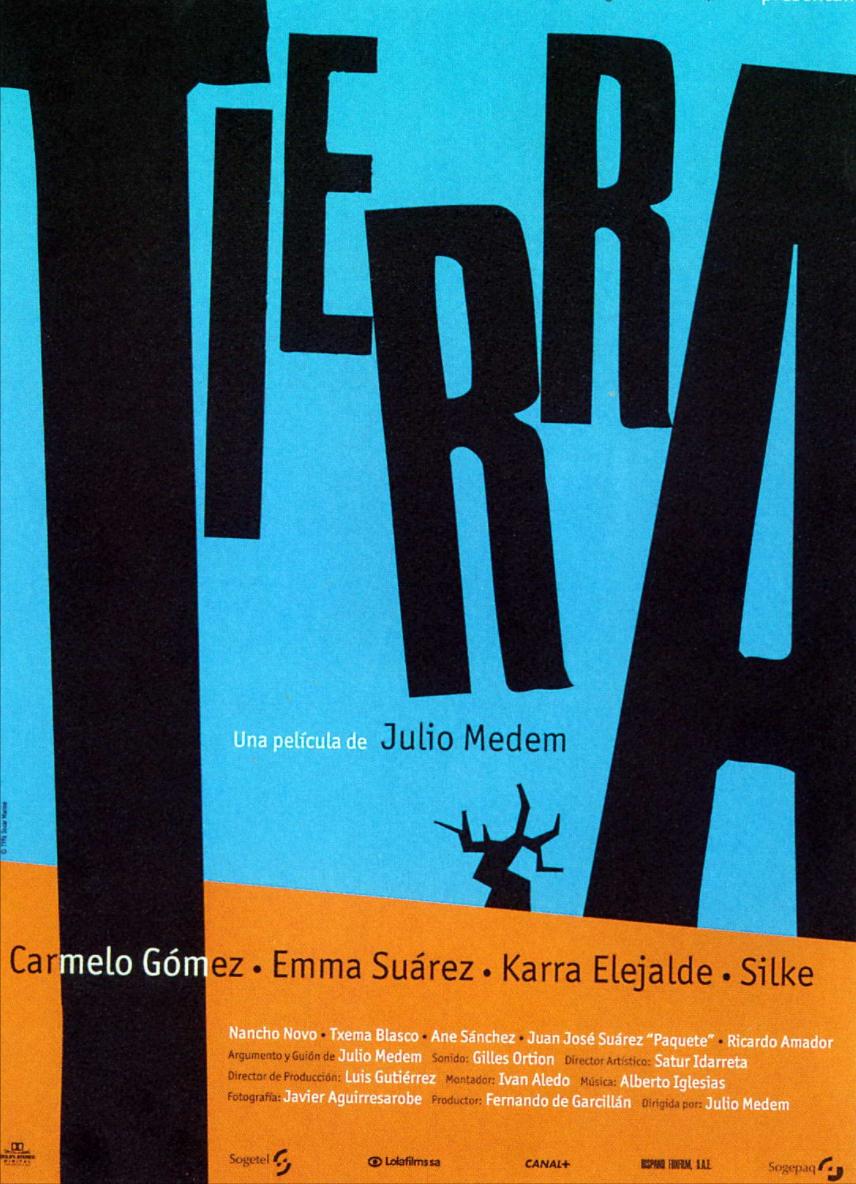 TIERRA
Una película de Julio Medem
Carmelo Gómez • Emma Suárez • Karra Elejalde • Silke
Nancho Novo • Txema Blasco • Ane Sánchez • Juan José Suárez "Paquete" • Ricardo Amador
Argumento y Guión de Julio Medem Sonido: Gilles Ortion Director Artístico: Satur Idarreta
Director de Producción: Luis Gutiérrez Montador: Ivan Aledo Música: Alberto Iglesias
Fotografía: Javier Aguirresarobe Productor: Fernando de Garcillán Dirigida por: Julio Medem
Sogetel Lolafilms sa CANAL+ Sogepaq